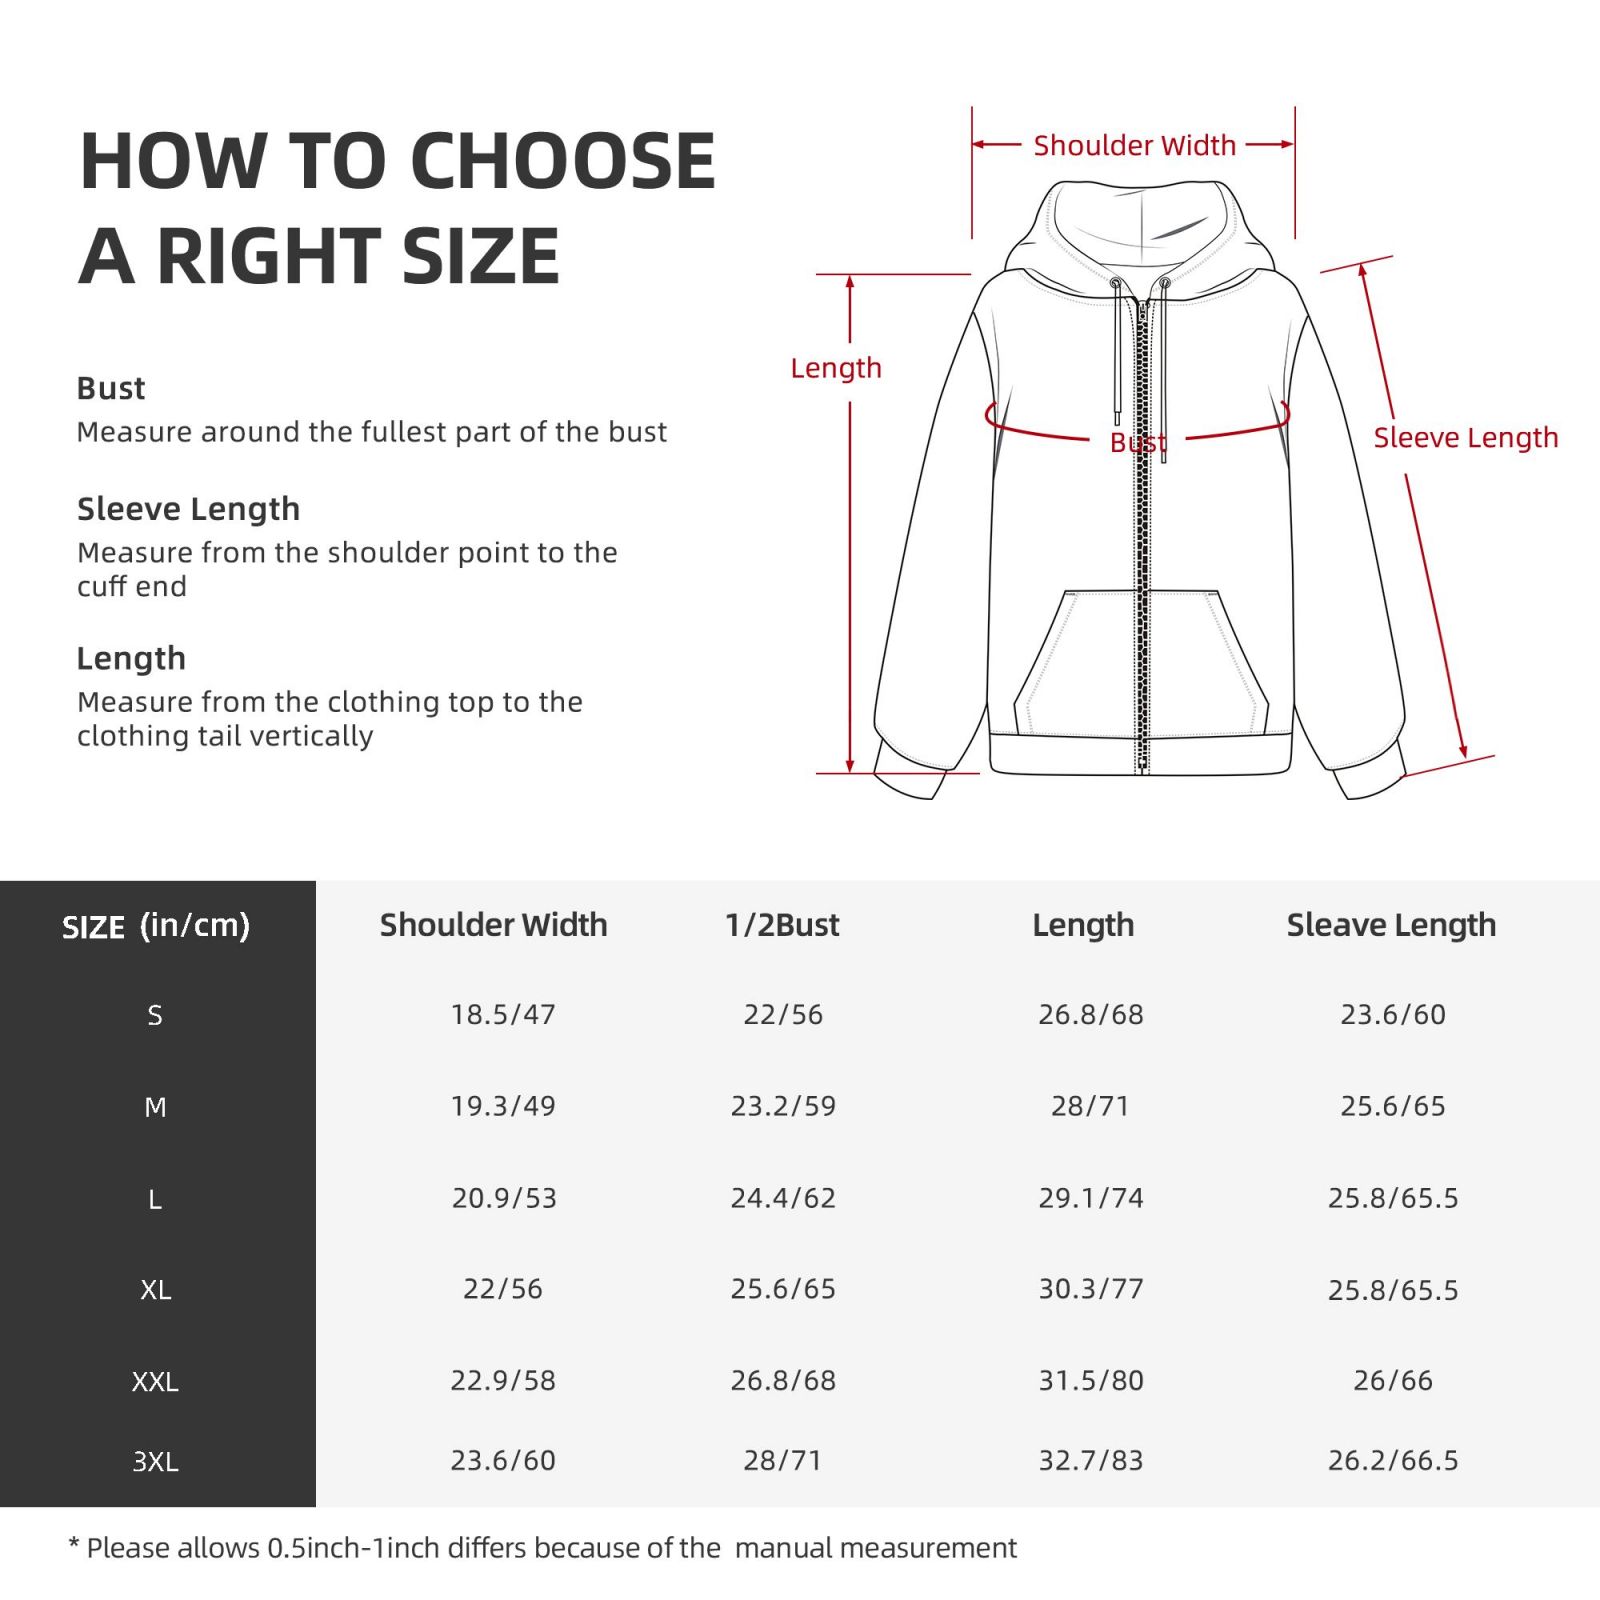 HOW TO CHOOSE
A RIGHT SIZE
Bust
Measure around the fullest part of the bust
Sleeve Length
Measure from the shoulder point to the
cuff end
Length
Measure from the clothing top to the
clothing tail vertically
Shoulder Width
Length
Bust
Sleeve Length
SIZE (in/cm) Shoulder Width 1/2Bust Length Sleave Length
S 18.5/47 22/56 26.8/68 23.6/60
M 19.3/49 23.2/59 28/71 25.6/65
L 20.9/53 24.4/62 29.1/74 25.8/65.5
XL 22/56 25.6/65 30.3/77 25.8/65.5
XXL 22.9/58 26.8/68 31.5/80 26/66
3XL 23.6/60 28/71 32.7/83 26.2/66.5
* Please allows 0.5inch-1inch differs because of the manual measurement